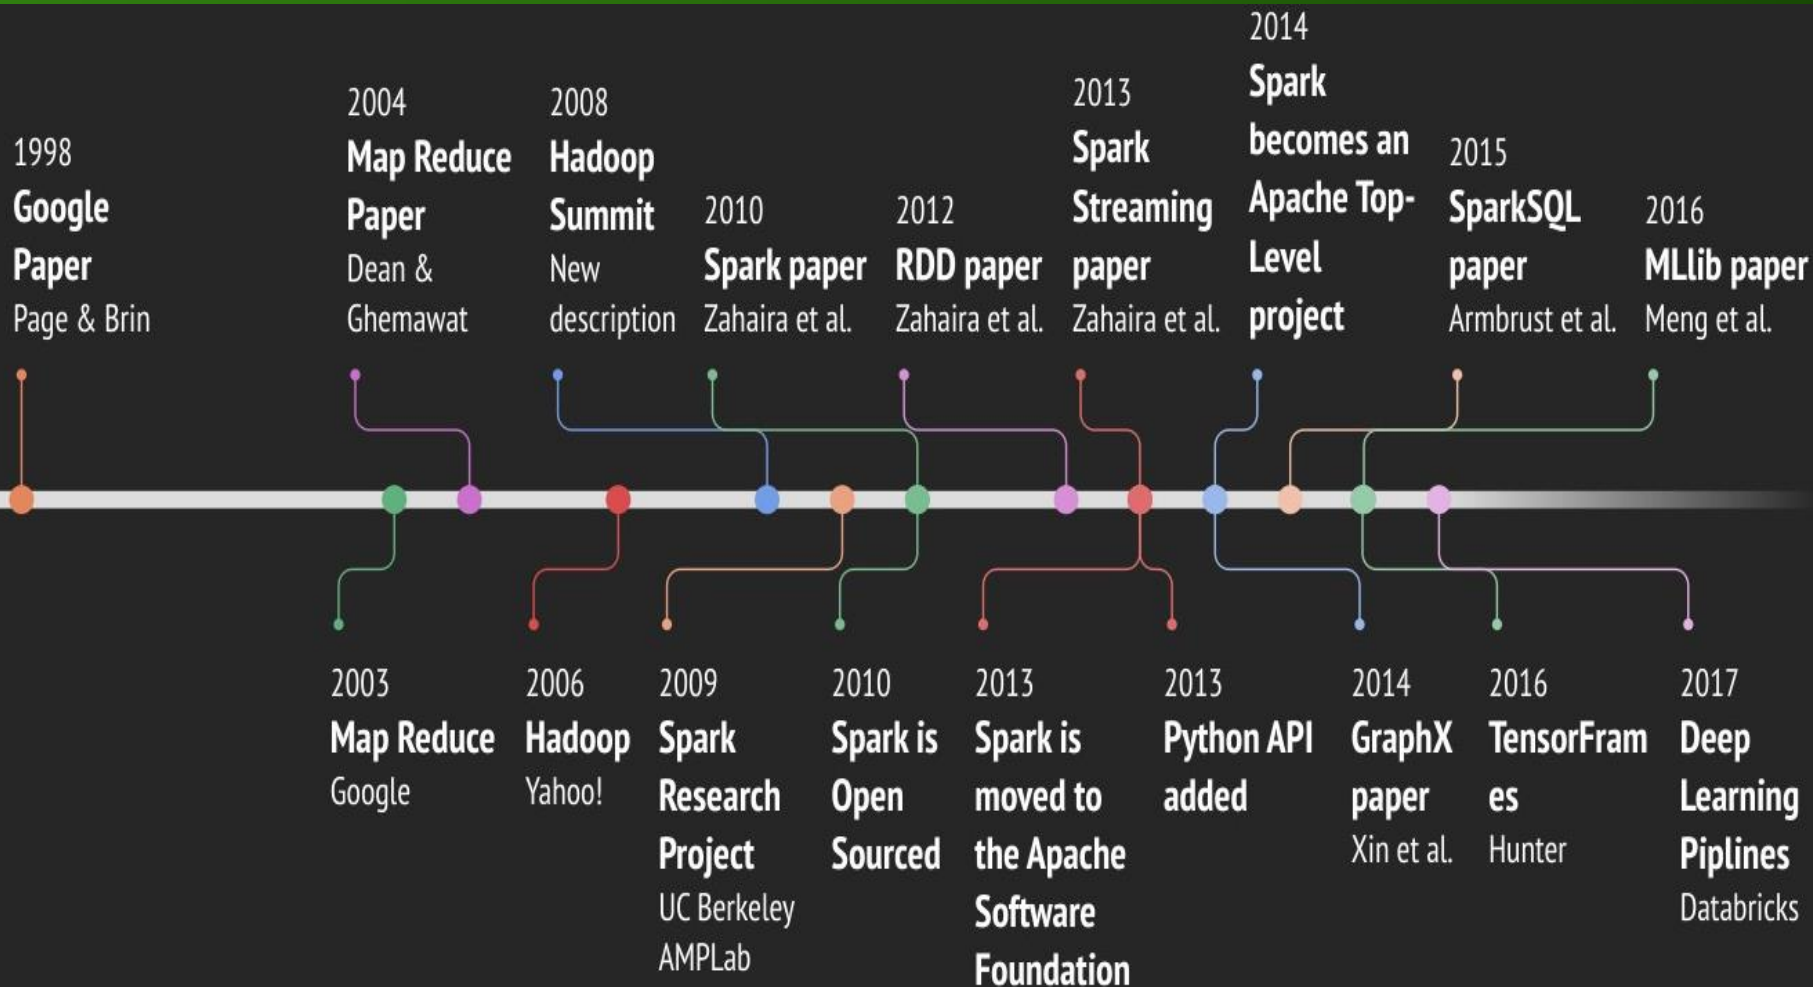 1998
Google
Paper
Page & Brin
2004
Map Reduce
Paper
Dean &
Ghemawat
2008
Hadoop
Summit
New
description
2010
Spark paper
Zahaira et al.
2012
RDD paper
Zahaira et al.
2013
Spark
Streaming
paper
Zahaira et al.
2014
Spark
becomes an
Apache Top-
Level
project
2015
SparkSQL
paper
Armbrust et al.
2016
MLlib paper
Meng et al.
2003
Map Reduce
Google
2006
Hadoop
Yahoo!
2009
Spark
Research
Project
UC Berkeley
AMPLab
2010
Spark is
Open
Sourced
2013
Spark is
moved to
the Apache
Software
Foundation
2013
Python API
added
2014
GraphX
paper
Xin et al.
2016
TensorFram
es
Hunter
2017
Deep
Learning
Piplines
Databricks